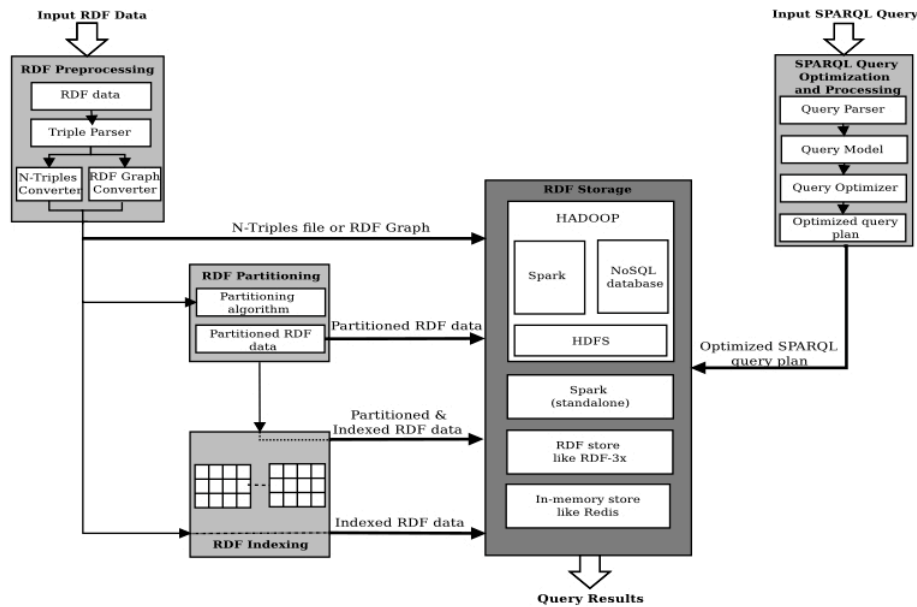 Input RDF Data
RDF Preprocessing
RDF data
Triple Parser
N-Triples
Converter
RDF Graph
Converter
Input SPARQL Query
SPARQL Query
Optimization
and Processing
Query Parser
Query Model
Query Optimizer
Optimized query
plan
N-Triples file or RDF Graph
RDF Partitioning
Partitioning
algorithm
Partitioned RDF
data
Partitioned RDF data
Partitioned &
Indexed RDF data
RDF Indexing
Indexed RDF data
RDF Storage
HADOOP
Spark
NoSQL
database
HDFS
Spark
(standalone)
RDF store
like RDF-3x
In-memory store
like Redis
Optimized SPARQL
query plan
Query Results